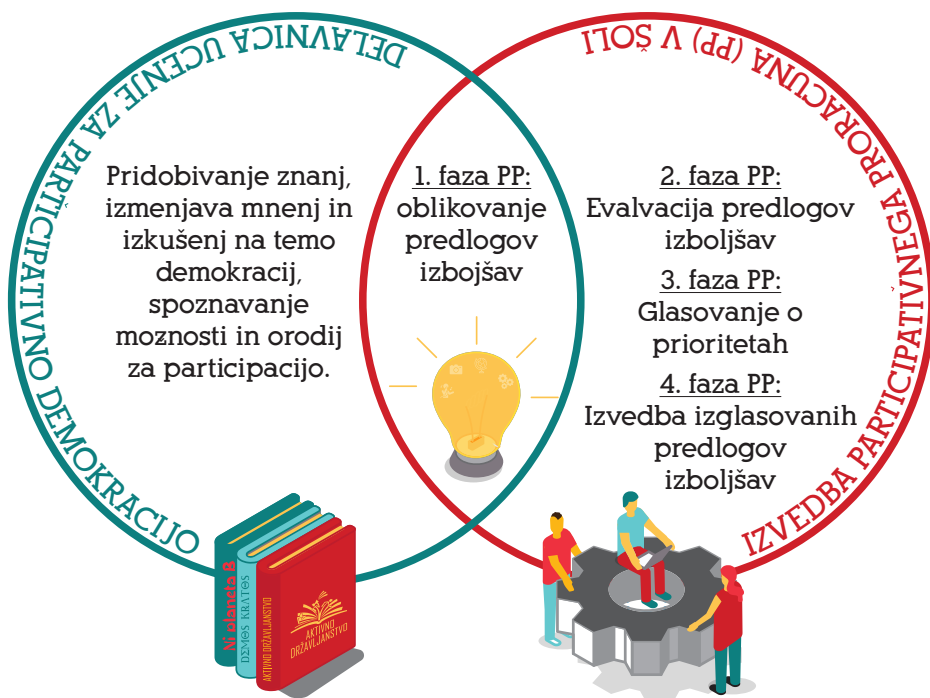 DELAVNICA UČENJE ZA PARTICIPATIVNO DEMOKRACIJO
IZVEDBA PARTICIPATIVNEGA PRORAČUNA (PP) V ŠOLI
Pridobivanje znanj,
izmenjava mnenj in
izkušenj na temo
demokracij,
spoznavanje
moznosti in orodij
za participacijo.
1. faza PP:
oblikovanje
predlogov
izbojšav
2. faza PP:
Evalvacija predlogov
izboljšav
3. faza PP:
Glasovanje o
prioritetah
4. faza PP:
Izvedba izglasovanih
predlogov
izboljšav
Ni planeta B
DEMOS KRATOS
AKTIVNO DRŽAVLJANSTVO
AKTIVNO
DRŽAVLJANSTVO